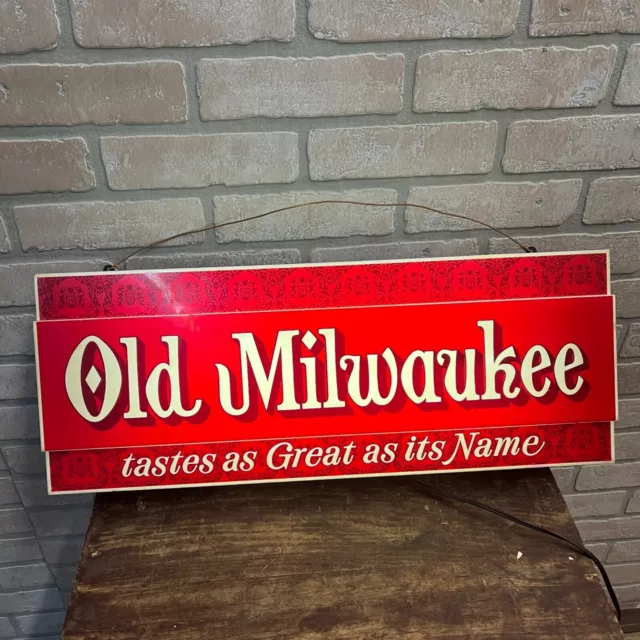 Old Milwaukee
tastes as Great as its Name